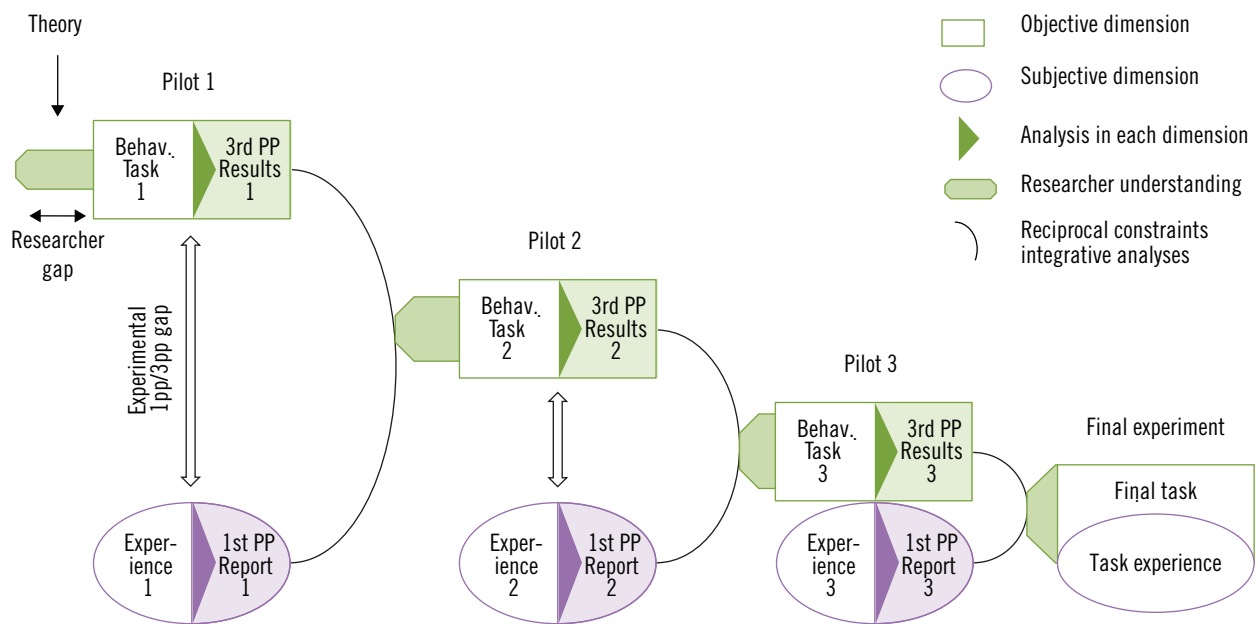 Theory
Pilot 1
Behav..
Task
1
3rd PP
Results
1
Researcher
gap
Experimental
1pp/3pp gap
Exper-
ience
1
1st PP
Report
1
Pilot 2
Behav..
Task
2
3rd PP
Results
2
Exper-
ience
2
1st PP
Report
2
Pilot 3
Behav..
Task
3
3rd PP
Results
3
Exper-
ience
3
1st PP
Report
3
Final experiment
Final task
Task experience
Objective dimension
Subjective dimension
Analysis in each dimension
Researcher understanding
Reciprocal constraints
integrative analyses